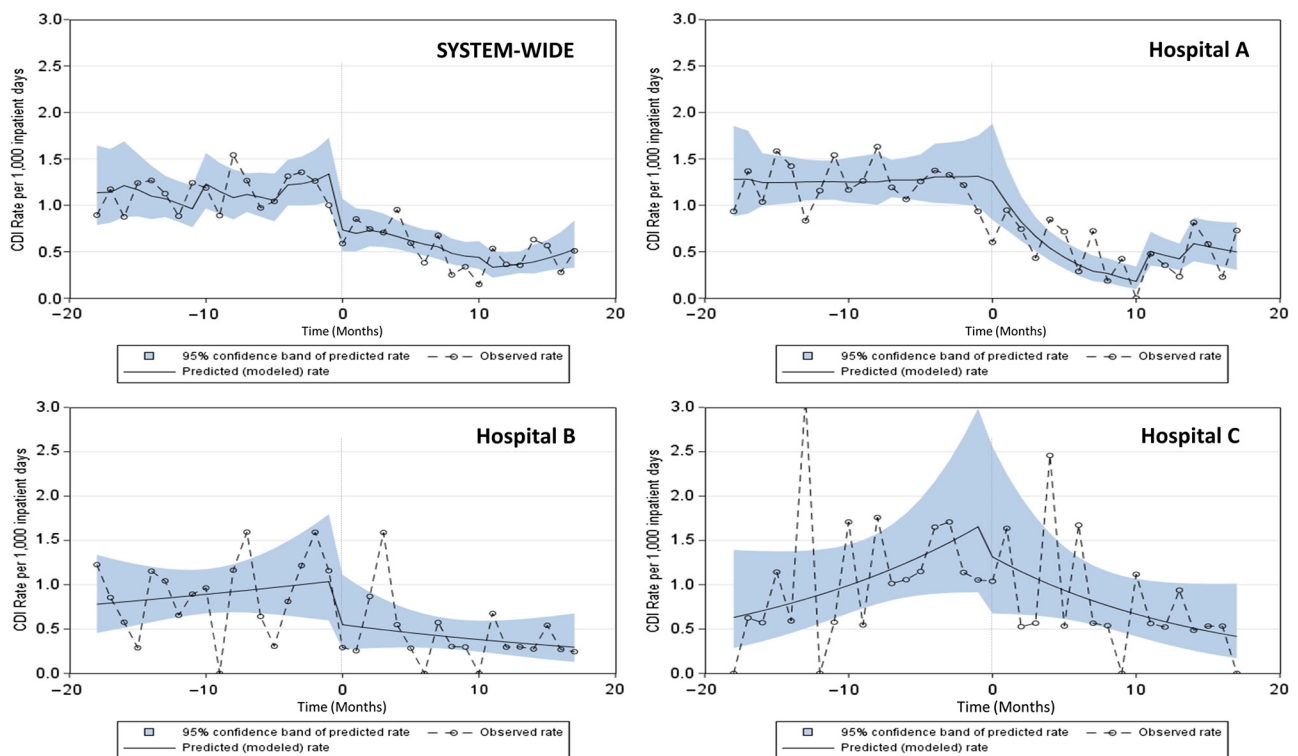 SYSTEM-WIDE
CDI Rate per 1,000 inpatient days
3.0
2.5
2.0
1.5
1.0
0.5
0.0
−20
−10
0
10
20
Time (Months)
95% confidence band of predicted rate
Observed rate
Predicted (modeled) rate
Hospital A
CDI Rate per 1,000 inpatient days
3.0
2.5
2.0
1.5
1.0
0.5
0.0
−20
−10
0
10
20
Time (Months)
95% confidence band of predicted rate
Observed rate
Predicted (modeled) rate
Hospital B
CDI Rate per 1,000 inpatient days
3.0
2.5
2.0
1.5
1.0
0.5
0.0
−20
−10
0
10
20
Time (Months)
95% confidence band of predicted rate
Observed rate
Predicted (modeled) rate
Hospital C
CDI Rate per 1,000 inpatient days
3.0
2.5
2.0
1.5
1.0
0.5
0.0
−20
−10
0
10
20
Time (Months)
95% confidence band of predicted rate
Observed rate
Predicted (modeled) rate